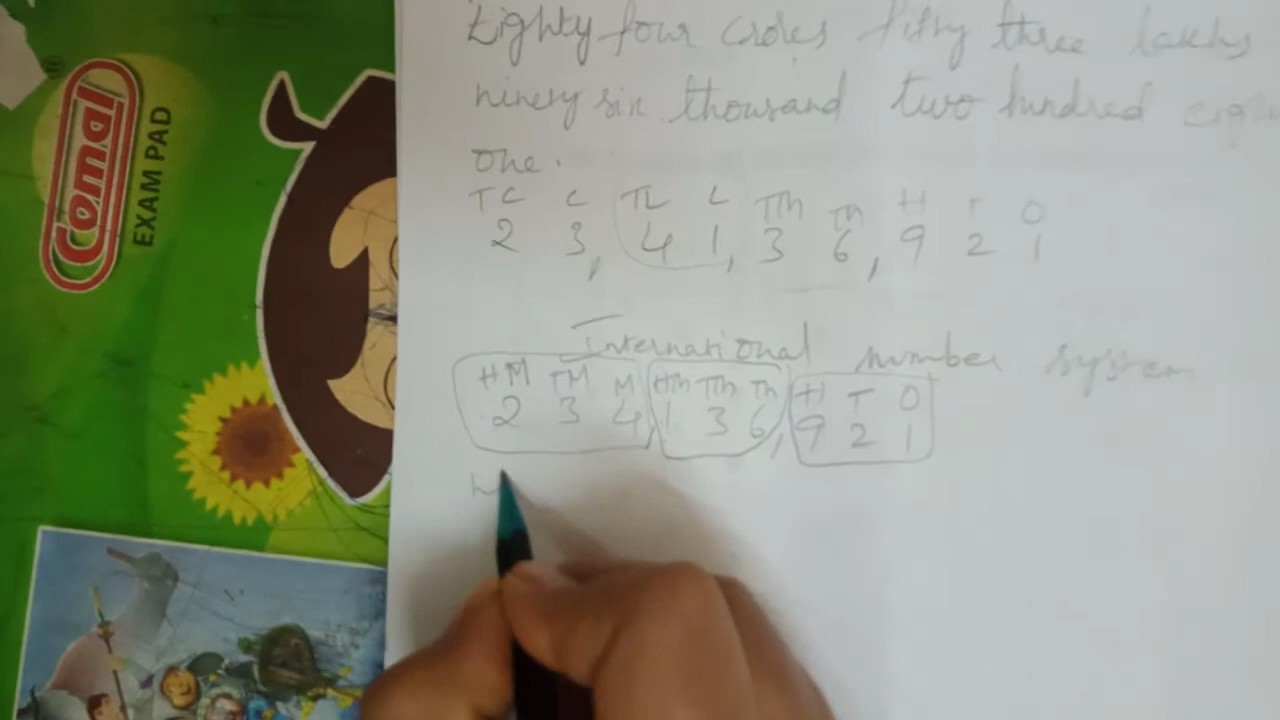 Comal
EXAM PAD
Eighty four crores fifty three lakhs
ninety six thousand two hundred
one.
TC C TL L TTh Th H T O
2 3, 4 1, 3 6, 9 2 1
International number system
HM TM M HTh TTh Th H T O
2 3 4, 1 3 6, 9 2 1